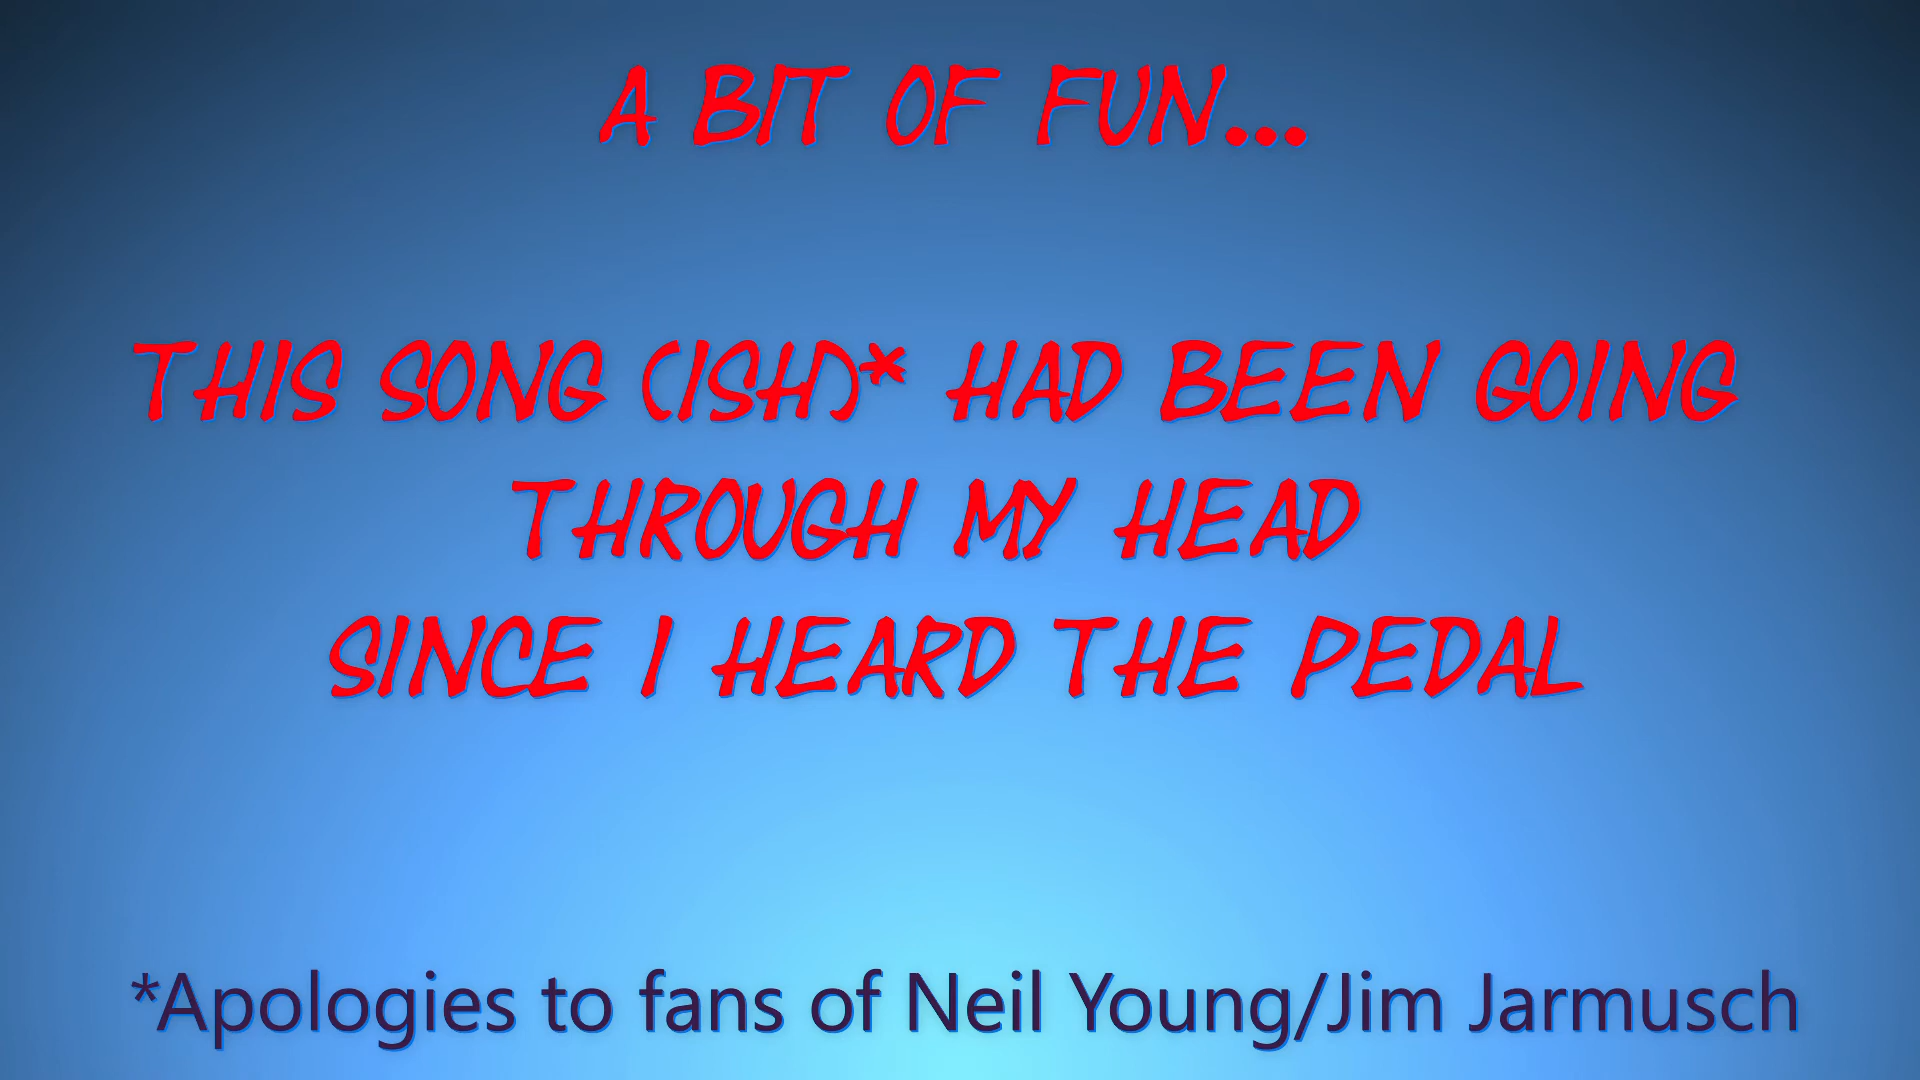 A BIT OF FUN...
THIS SONG (ISH)* HAD BEEN GOING
THROUGH MY HEAD
SINCE I HEARD THE PEDAL
*Apologies to fans of Neil Young/Jim Jarmusch